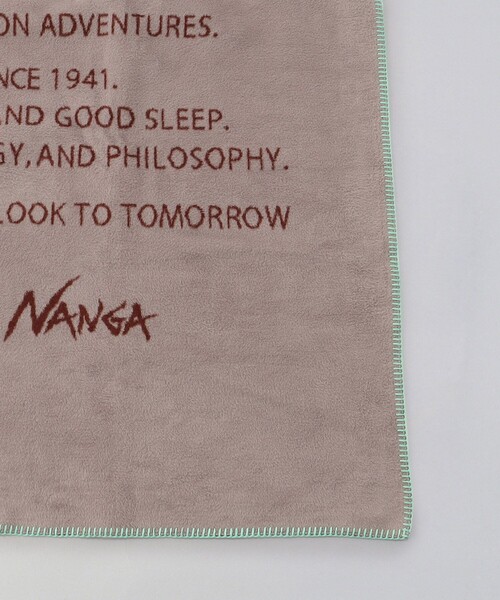 ON ADVENTURES.
NCE 1941.
ND GOOD SLEEP.
GY, AND PHILOSOPHY.
LOOK TO TOMORROW
NANGA